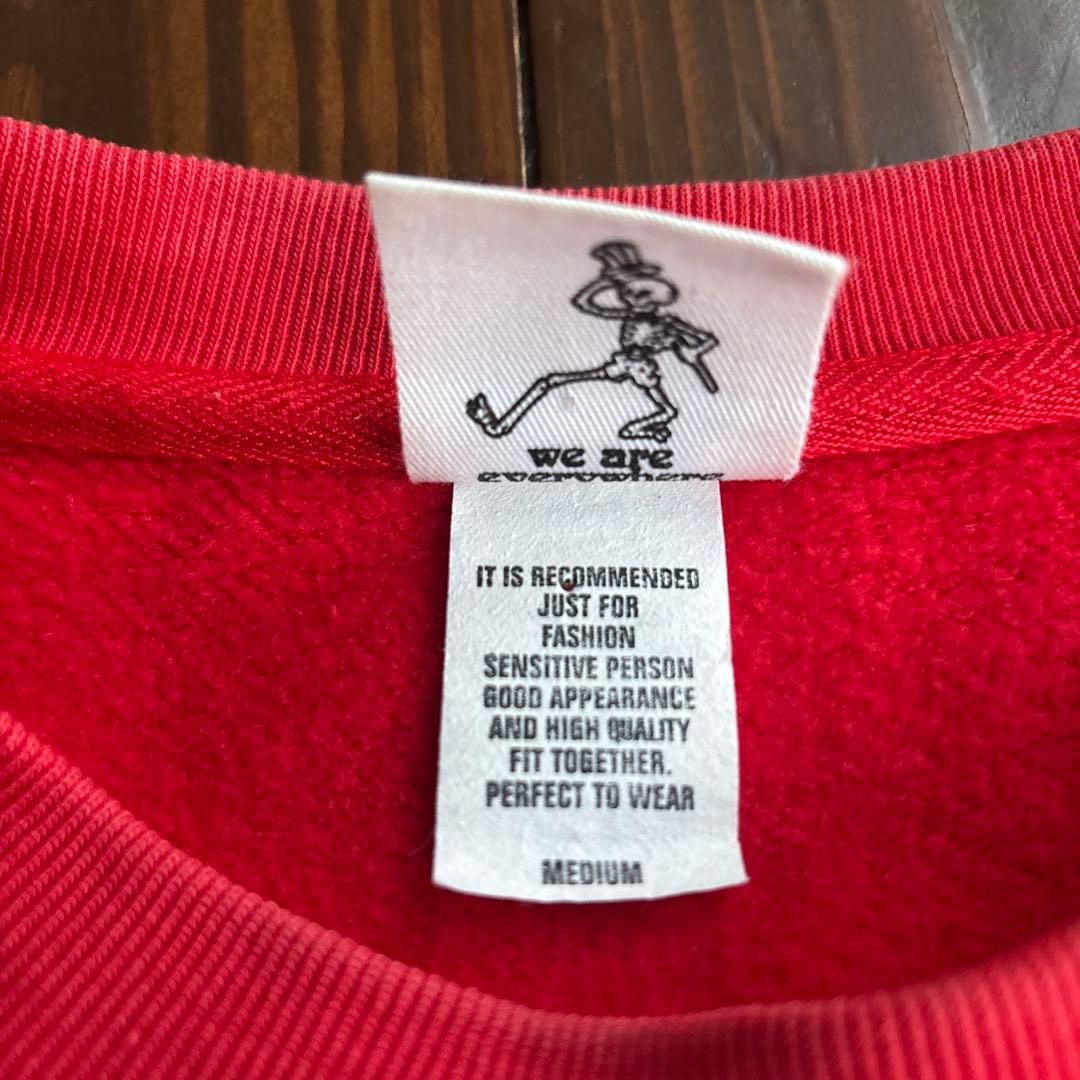 we are
everywhere
IT IS RECOMMENDED
JUST FOR
FASHION
SENSITIVE PERSON
GOOD APPEARANCE
AND HIGH QUALITY
FIT TOGETHER.
PERFECT TO WEAR
MEDIUM